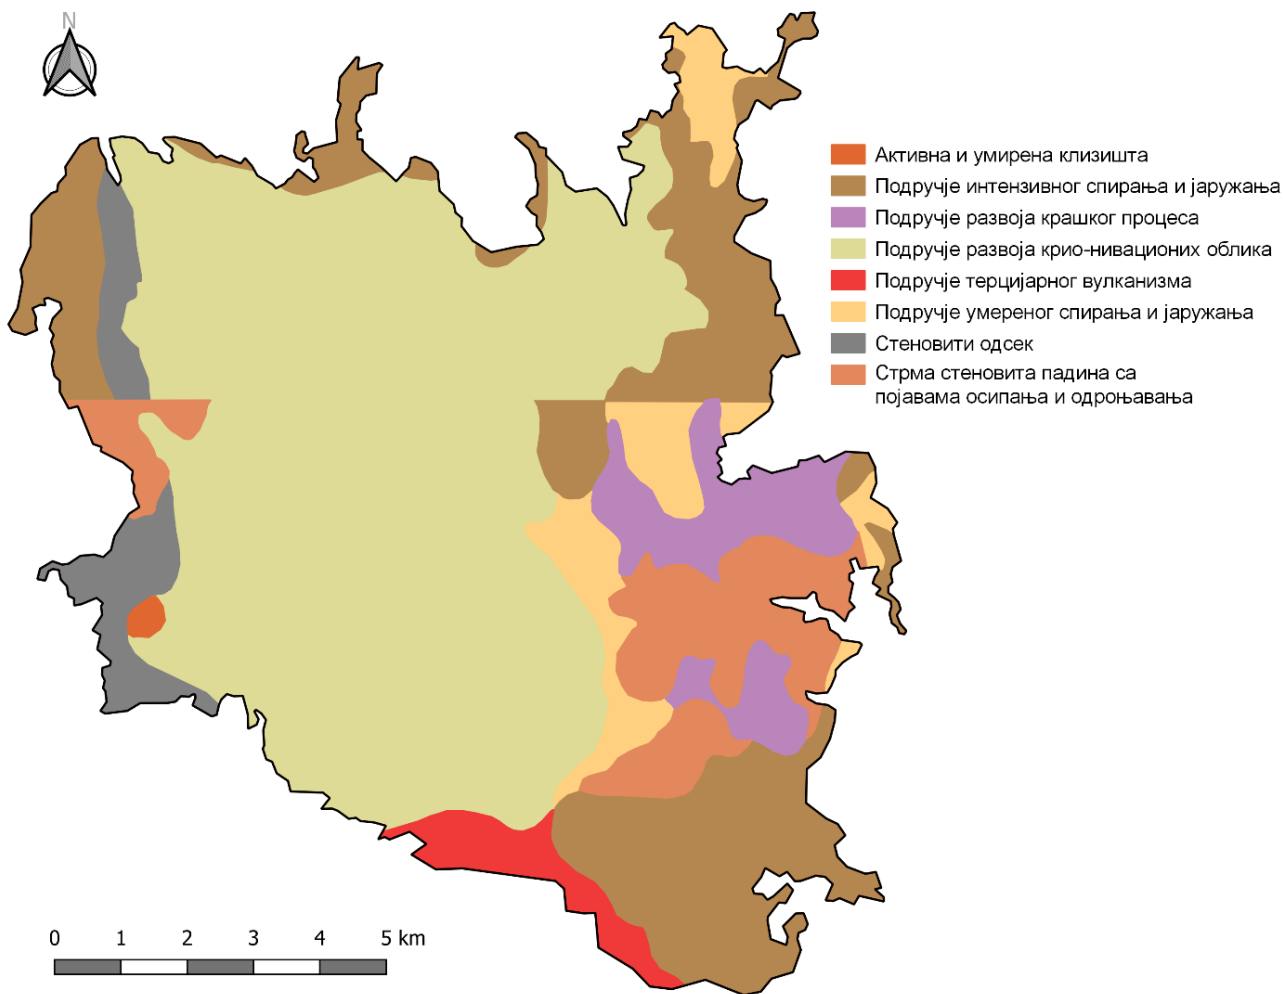 N
Активна и умирена клизишта
Подручје интензивног спирања и јаружања
Подручје развоја крашког процеса
Подручје развоја крио-нивационих облика
Подручје терцијарног вулканизма
Подручје умереног спирања и јаружања
Стеновити одсек
Стрма стеновита падина са
појавама осипања и одроњавања
0 1 2 3 4 5 km